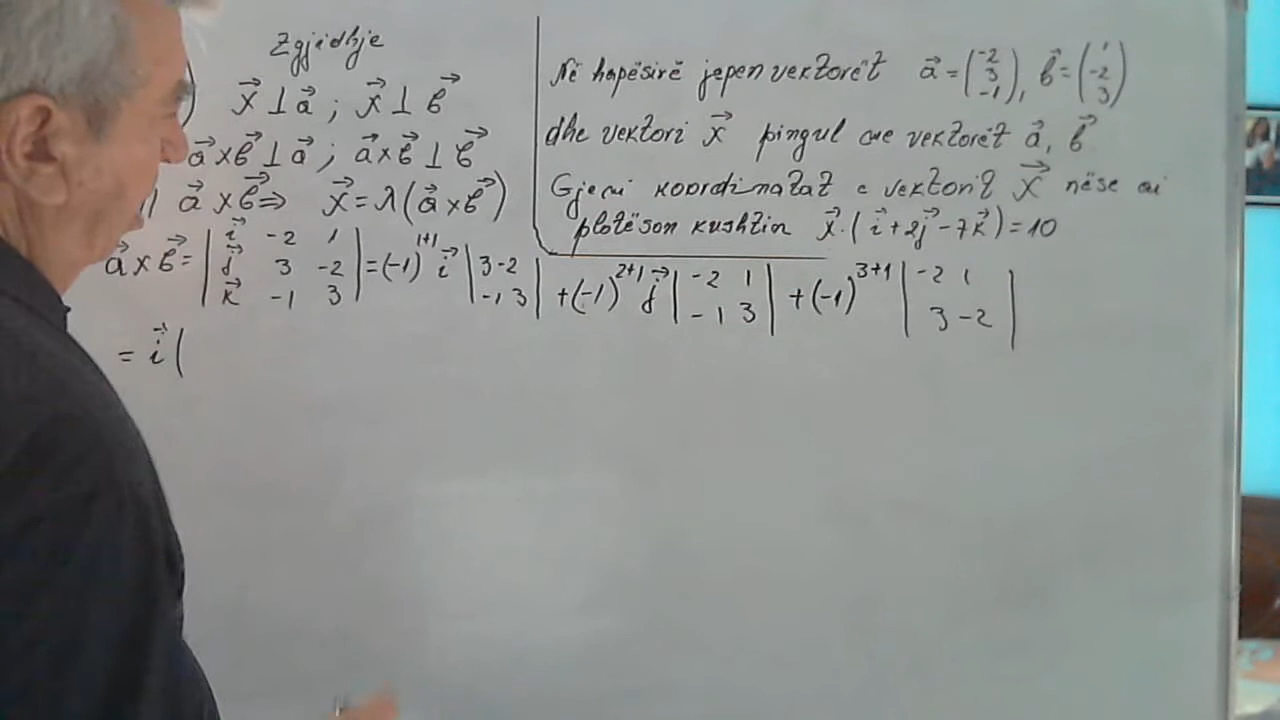 Zgjidhje
) x⃗ ⊥ a⃗ ; x⃗ ⊥ b⃗
a⃗ x b⃗ ⊥ a⃗ ; a⃗ x b⃗ ⊥ b⃗
a⃗ x b⃗ ⇒ x⃗ = λ(a⃗ x b⃗)
Në hapësirë jepen vektorët a⃗ = (-2 3 -1), b⃗ = (1 -2 3)
dhe vektori x⃗ pingul me vektorët a⃗, b⃗
Gjeni koordinatat e vektorit x⃗ nëse ai
plotëson kushtin x⃗·(i⃗ + 2j⃗ - 7k⃗) = 10
a⃗ x b⃗ = | i⃗ -2 1 j⃗ 3 -2 k⃗ -1 3 | = (-1)^1+1 i⃗ | 3 -2 -1 3 | + (-1)^2+1 j⃗ | -2 1 -1 3 | + (-1)^3+1 | -2 1 3 -2 |
= i⃗ (